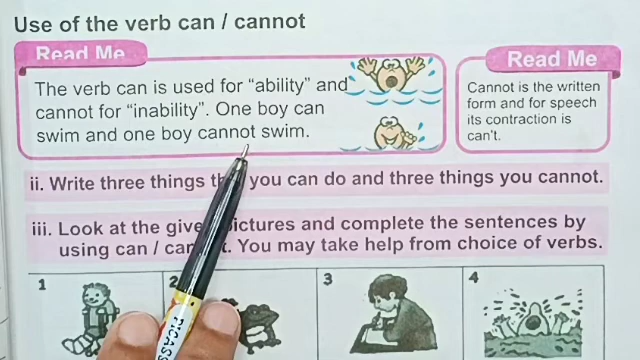 Use of the verb can / cannot
Read Me
The verb can is used for “ability” and
cannot for “inability”. One boy can
swim and one boy cannot swim.
Read Me
Cannot is the written
form and for speech
its contraction is
can't.
ii. Write three things you can do and three things you cannot.
iii. Look at the pictures and complete the sentences by
using can / You may take help from choice of verbs.
1
2
3
4